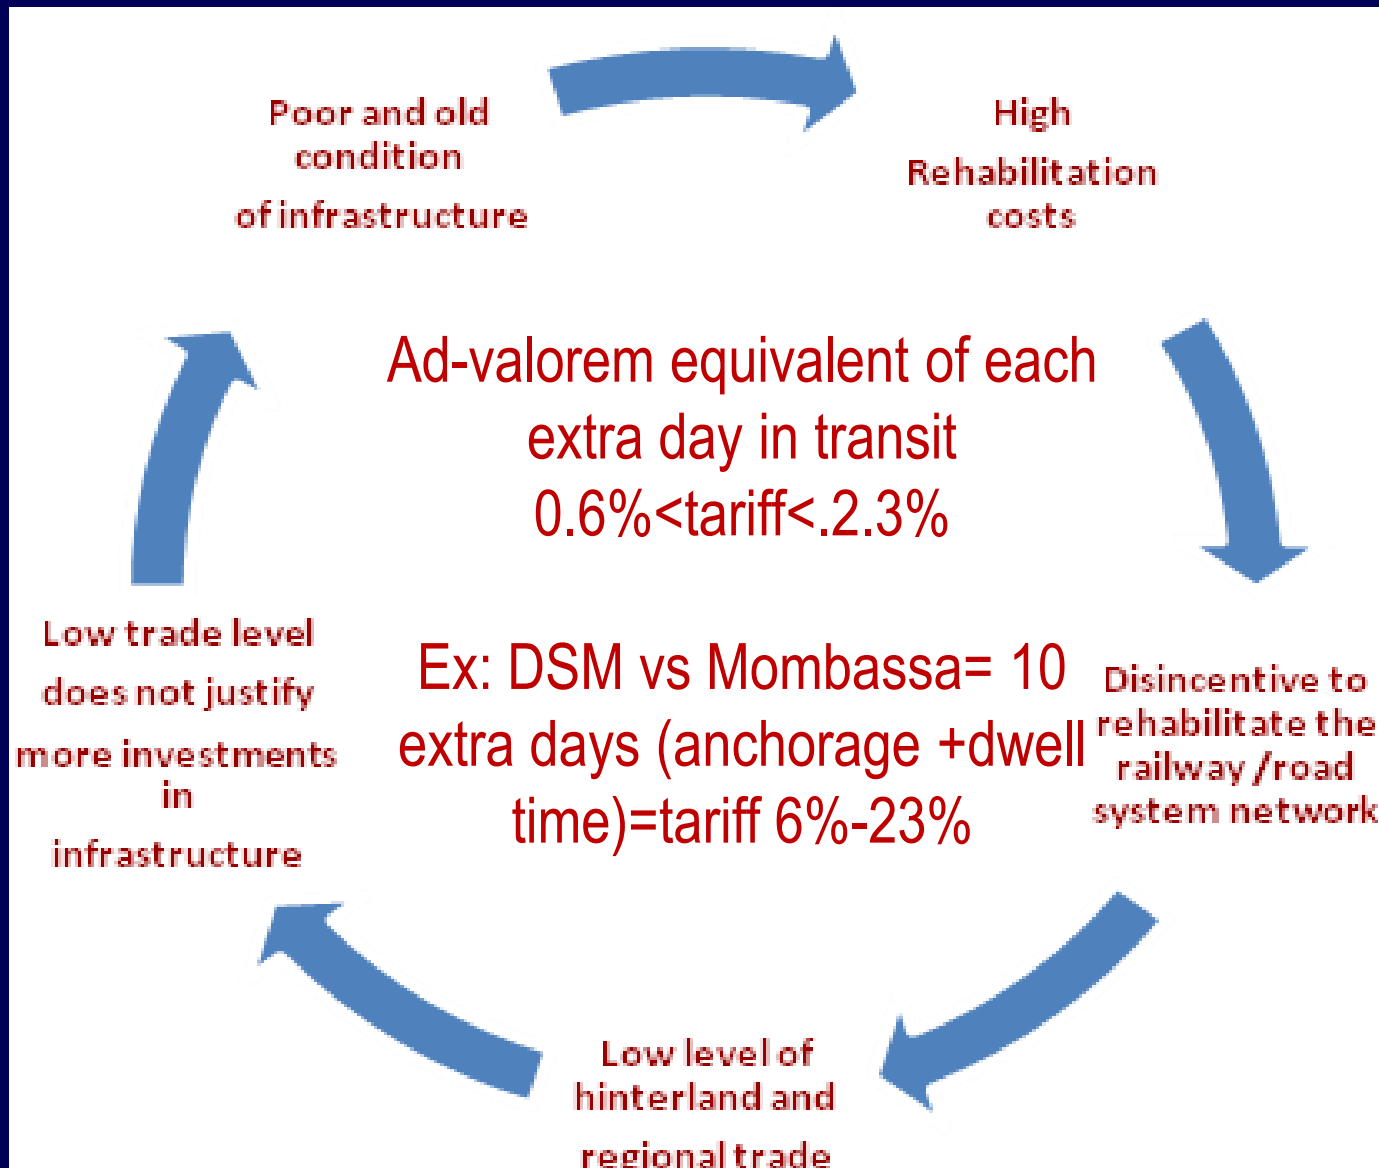 Poor and old
condition
of infrastructure
High
Rehabilitation
costs
Ad-valorem equivalent of each
extra day in transit
0.6%<tariff<.2.3%
Low trade level
does not justify
more investments
in
infrastructure
Ex: DSM vs Mombassa= 10
extra days (anchorage +dwell
time)=tariff 6%-23%
Disincentive to
rehabilitate the
railway /road
system network
Low level of
hinterland and
regional trade